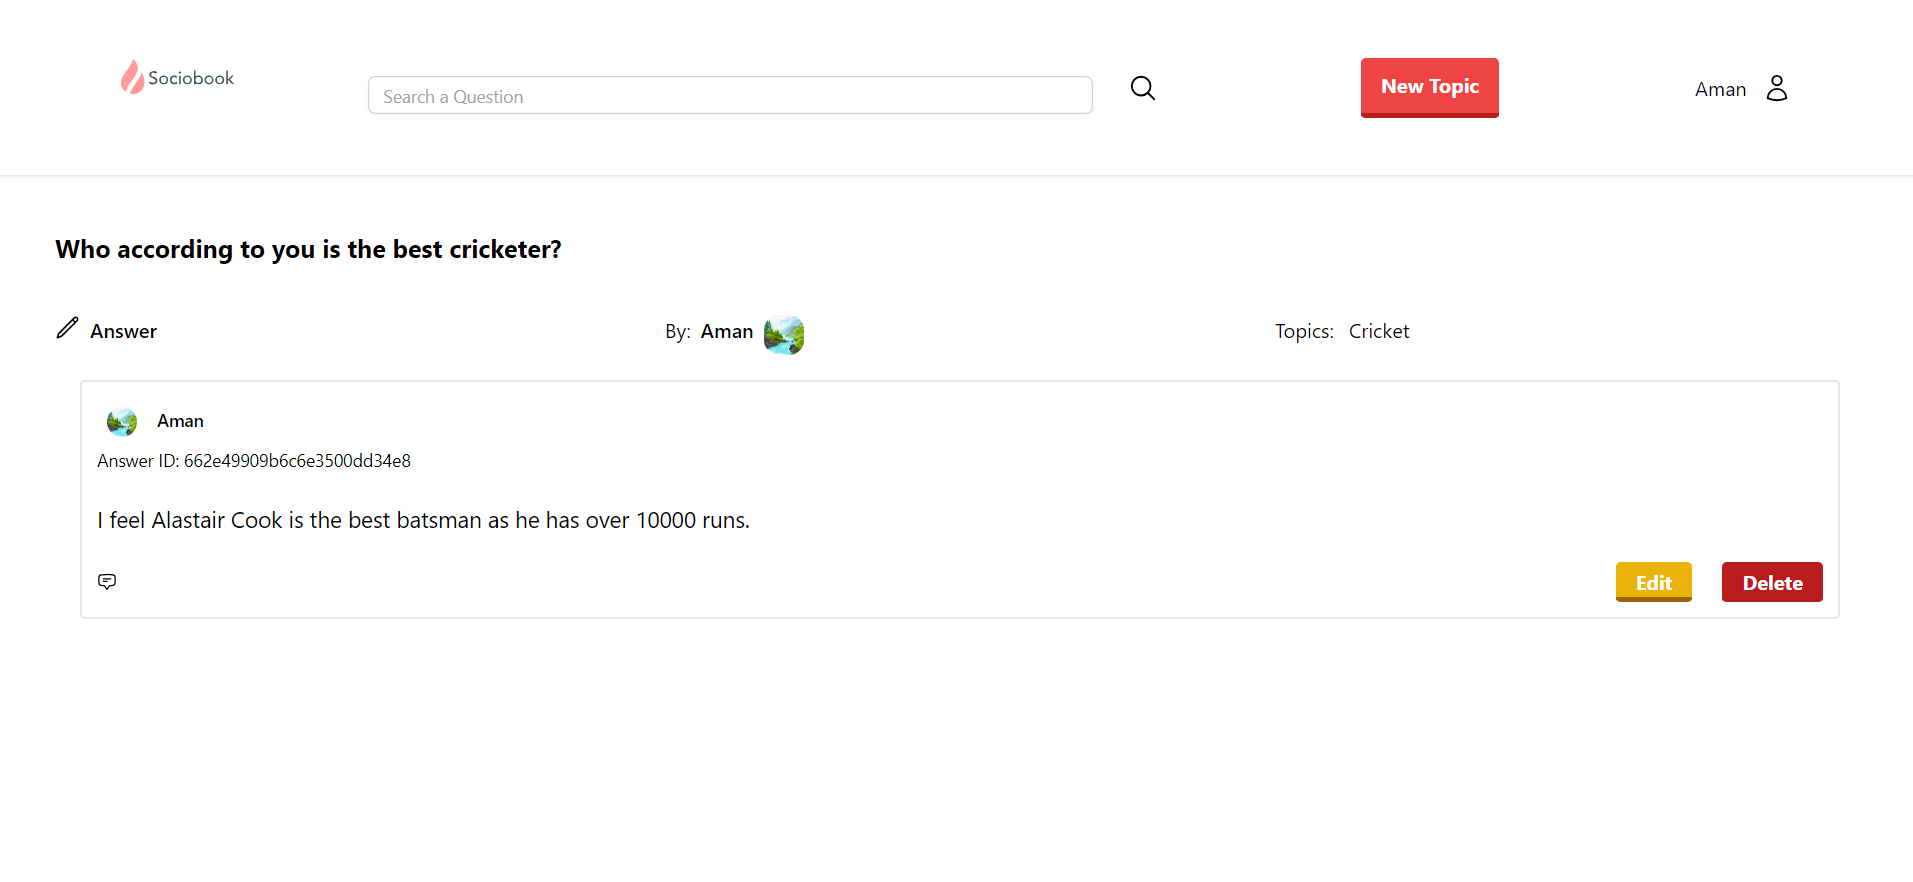 Sociobook
Search a Question
New Topic
Aman
Who according to you is the best cricketer?
Answer
By: Aman
Topics: Cricket
Aman
Answer ID: 662e49909b6c6e3500dd34e8
I feel Alastair Cook is the best batsman as he has over 10000 runs.
Edit
Delete